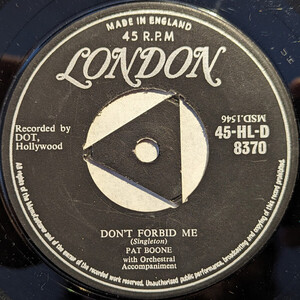 MADE IN ENGLAND
45 R.P.M
LONDON
Recorded by
DOT,
Hollywood
MSD.1546
45-HL-D
8370
DON'T FORBID ME
(Singleton)
PAT BOONE
with Orchestral
Accompaniment
All rights of the Manufacturer and of the owner of the recorded work reserved. Unauthorised public performance, broadcasting and copying of this record prohibited.